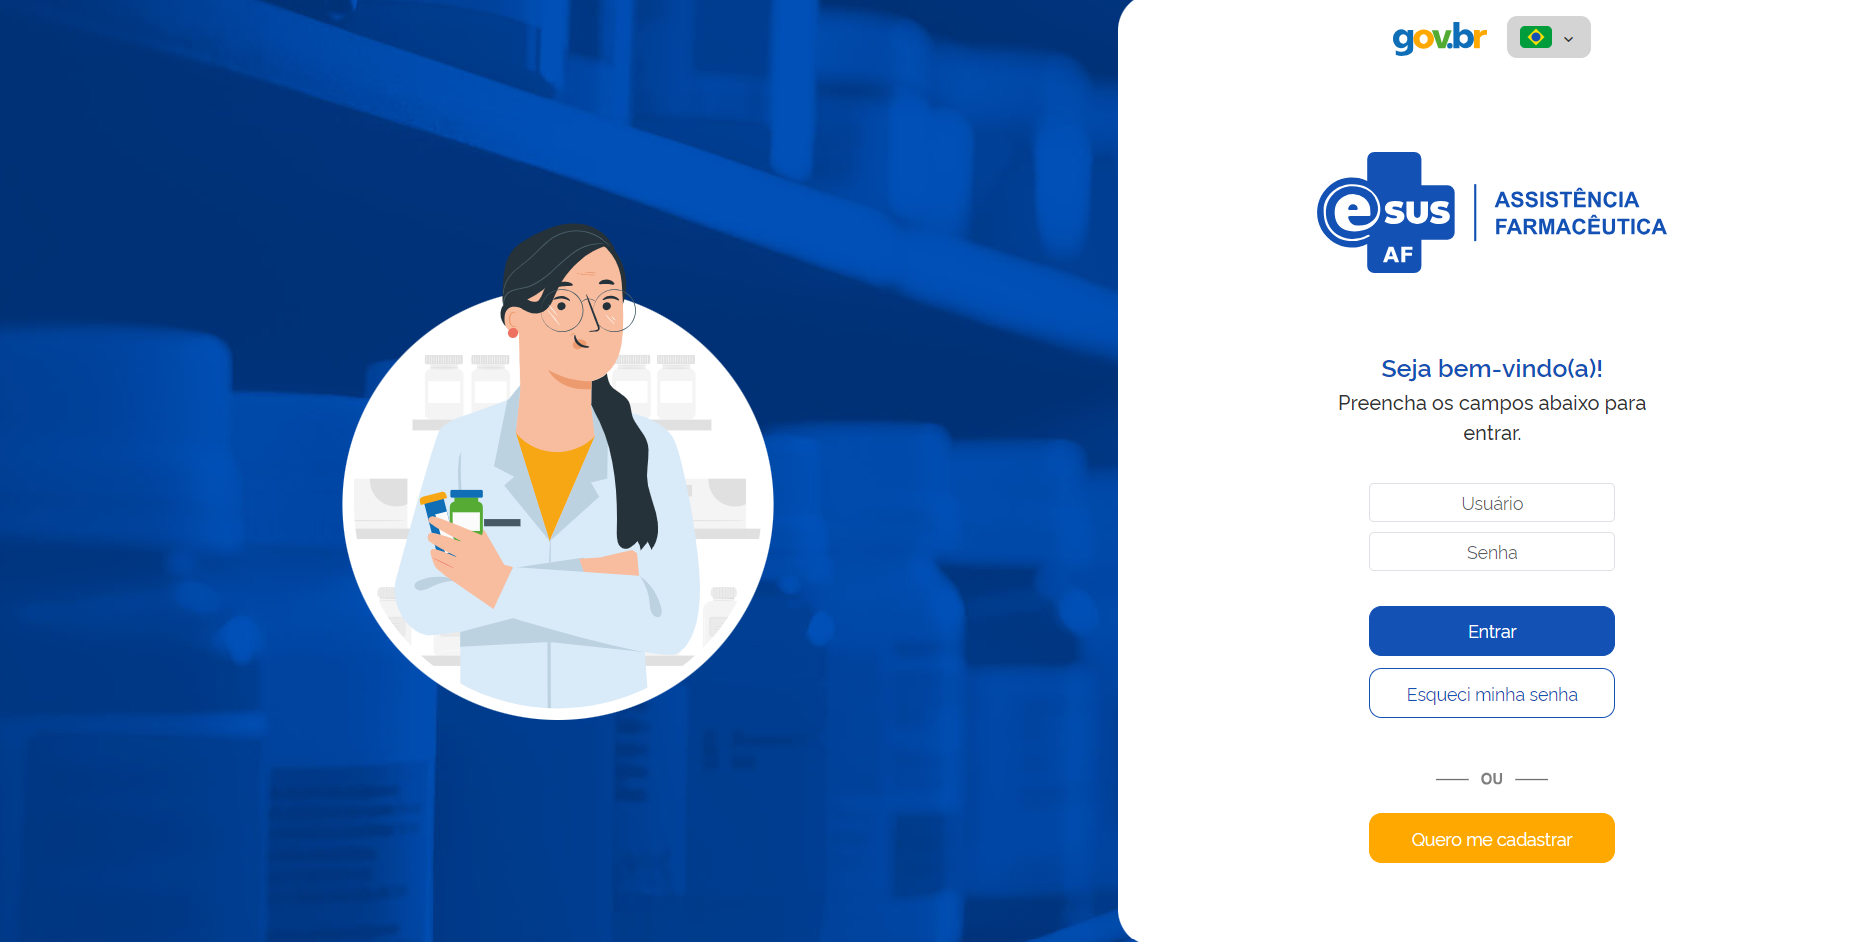 gov.br
e sus
AF
ASSISTÊNCIA
FARMACÊUTICA
Seja bem-vindo(a)!
Preencha os campos abaixo para
entrar.
Usuário
Senha
Entrar
Esqueci minha senha
OU
Quero me cadastrar